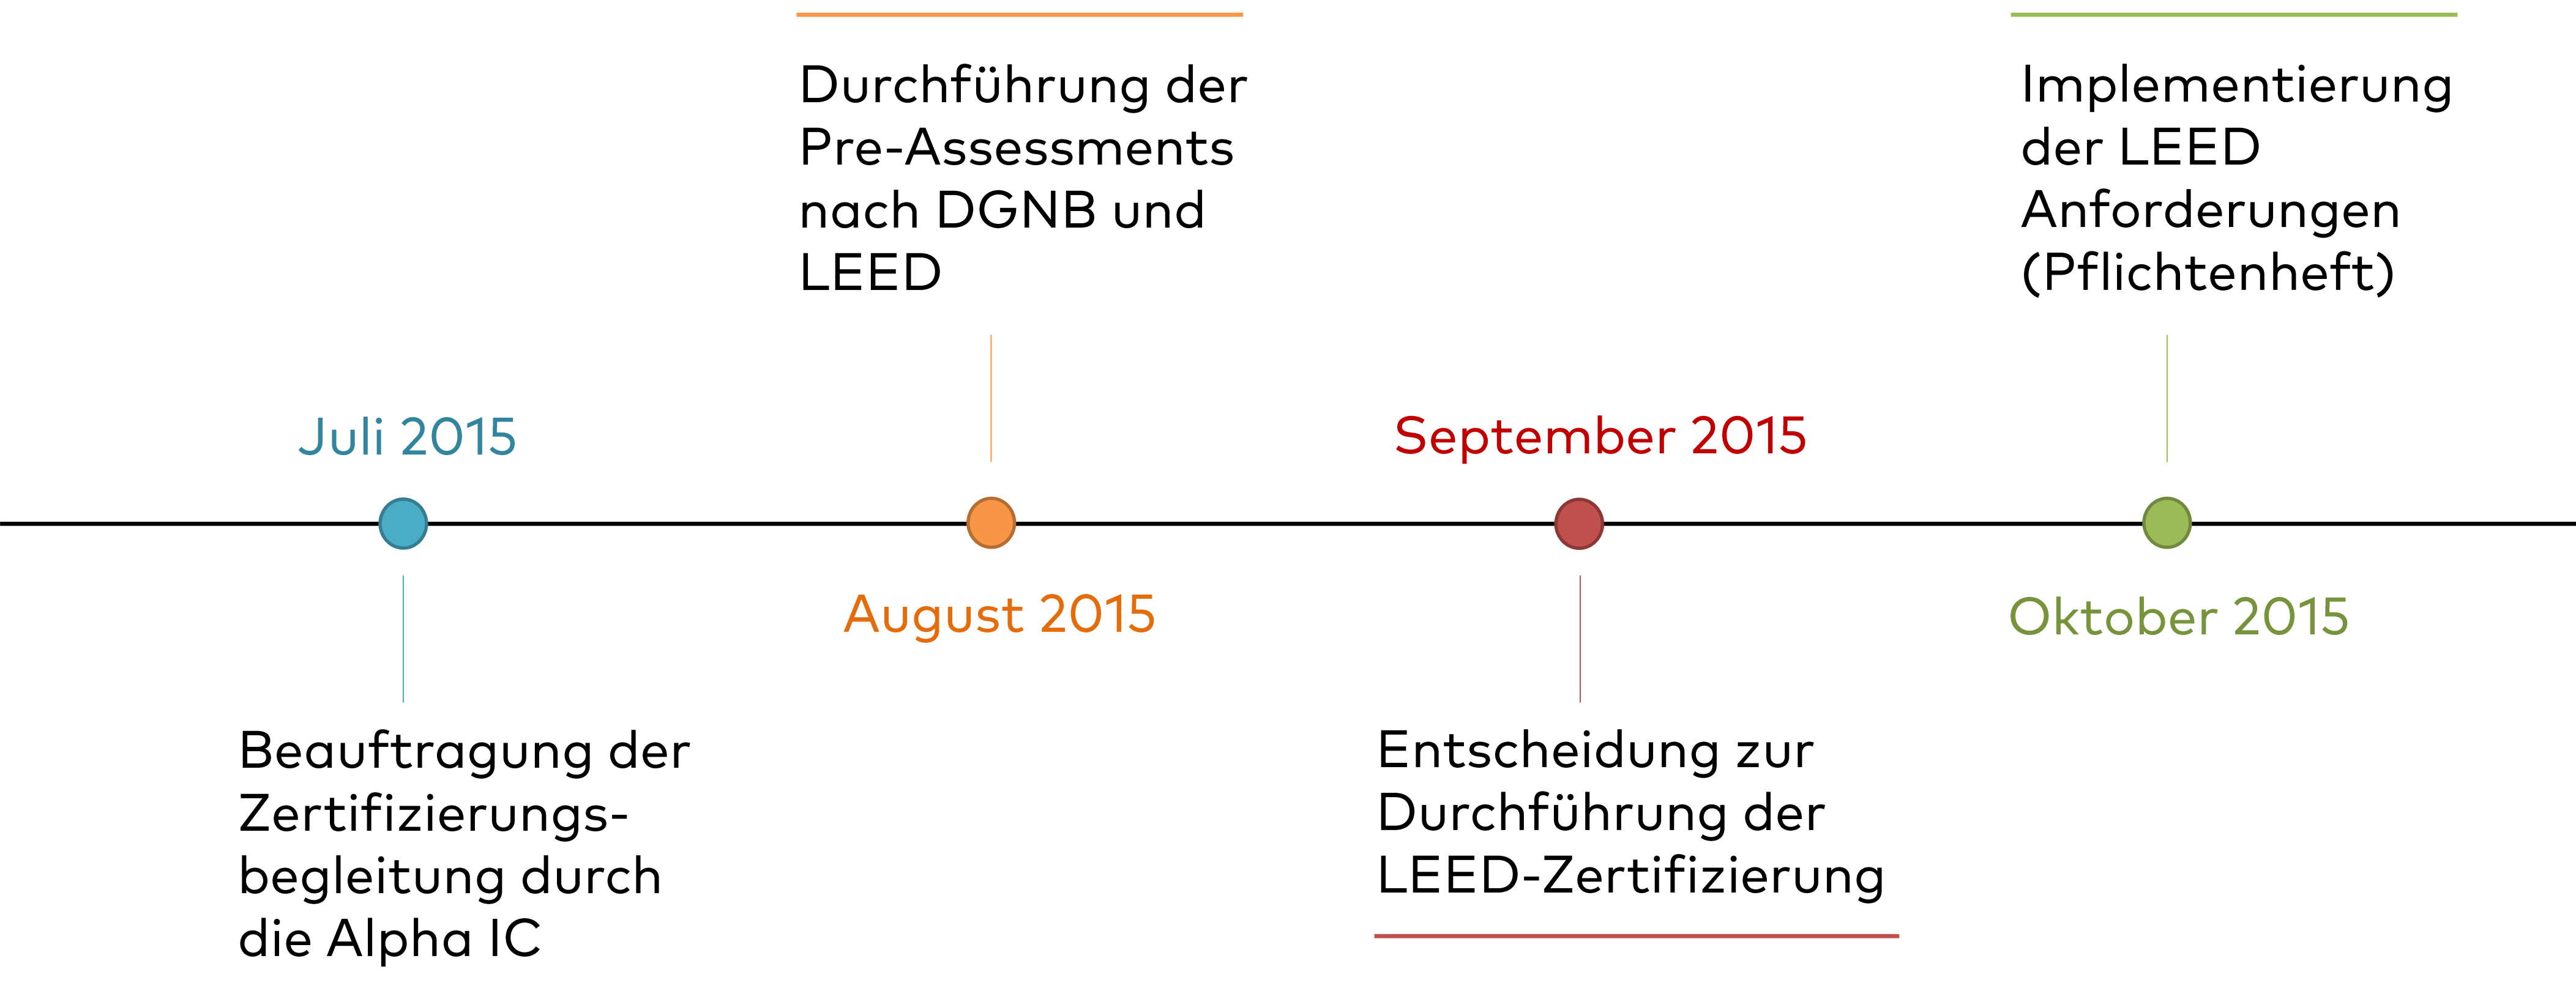 Juli 2015
Beauftragung der
Zertifizierungs-
begleitung durch
die Alpha IC
Durchführung der
Pre-Assessments
nach DGNB und
LEED
August 2015
September 2015
Entscheidung zur
Durchführung der
LEED-Zertifizierung
Implementierung
der LEED
Anforderungen
(Pflichtenheft)
Oktober 2015